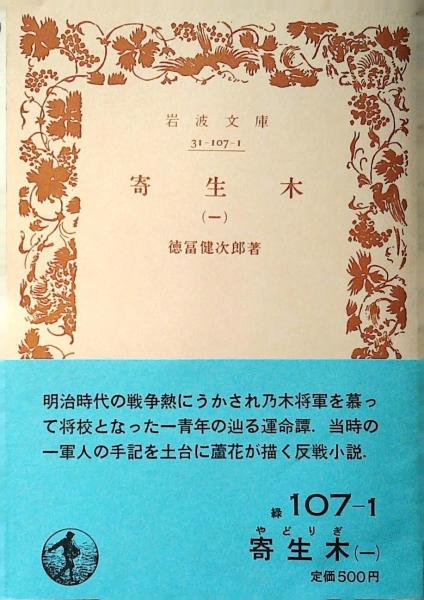 岩波文庫
31-107-1
寄生木
(一)
徳冨健次郎著
明治時代の戦争熱にうかされ乃木将軍を慕っ
て将校となった一青年の辿る運命譚．当時の
一軍人の手記を土台に蘆花が描く反戦小説．
緑 107-1
やどりぎ
寄生木(一)
定価500円